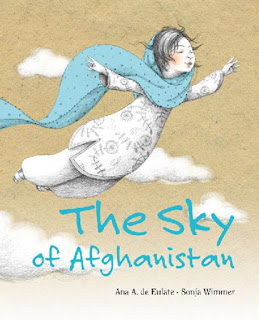 The Sky
of Afghanistan
Ana A. de Eulate - Sonja Wimmer